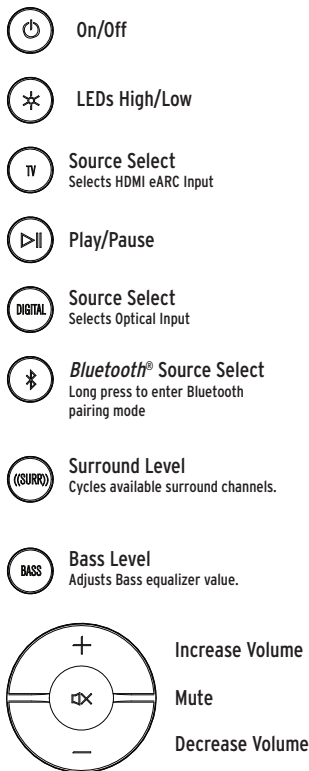 On/Off
LEDs High/Low
TV
Source Select
Selects HDMI eARC Input
Play/Pause
DIGITAL
Source Select
Selects Optical Input
Bluetooth® Source Select
Long press to enter Bluetooth
pairing mode
((SURR))
Surround Level
Cycles available surround channels.
BASS
Bass Level
Adjusts Bass equalizer value.
+
Increase Volume
Mute
−
Decrease Volume